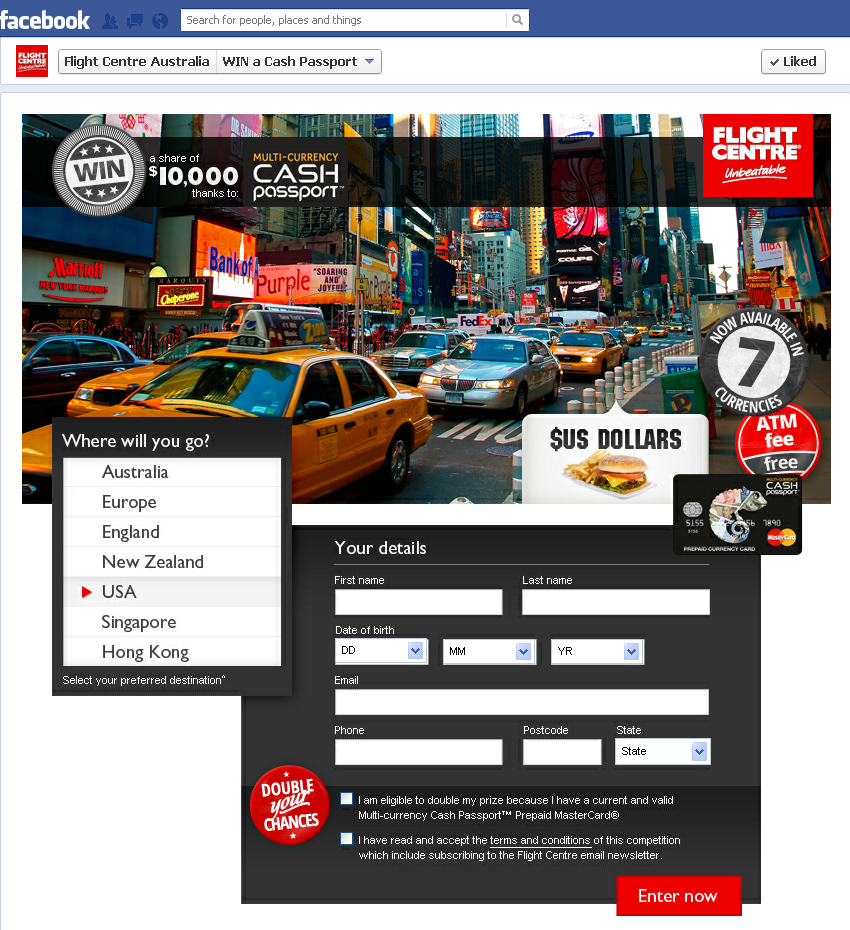 facebook
Search for people, places and things
FLIGHT
CENTRE
Unbeatable
Flight Centre Australia
WIN a Cash Passport
Liked
WIN
a share of
$10,000
thanks to:
MULTI-CURRENCY
CASH
passport™
FLIGHT
CENTRE®
Unbeatable
Marriott
NEW YORK MARQUIS
MARQUIS
Chaperone
Bank of
Purple
"SOARING
AND
JOYFUL"
FedEx
PONTIAC G6
COUPE
NOW AVAILABLE IN
7
CURRENCIES
ATM
fee
free
$US DOLLARS
MULTI-CURRENCY
CASH
passport™
5155
7890
MasterCard
PREPAID CURRENCY CARD
Where will you go?
Australia
Europe
England
New Zealand
USA
Singapore
Hong Kong
Select your preferred destination^
Your details
First name
Last name
Date of birth
DD
MM
YR
Email
Phone
Postcode
State
State
DOUBLE
your
CHANCES
I am eligible to double my prize because I have a current and valid
Multi-currency Cash Passport™ Prepaid MasterCard®
I have read and accept the terms and conditions of this competition
which include subscribing to the Flight Centre email newsletter.
Enter now